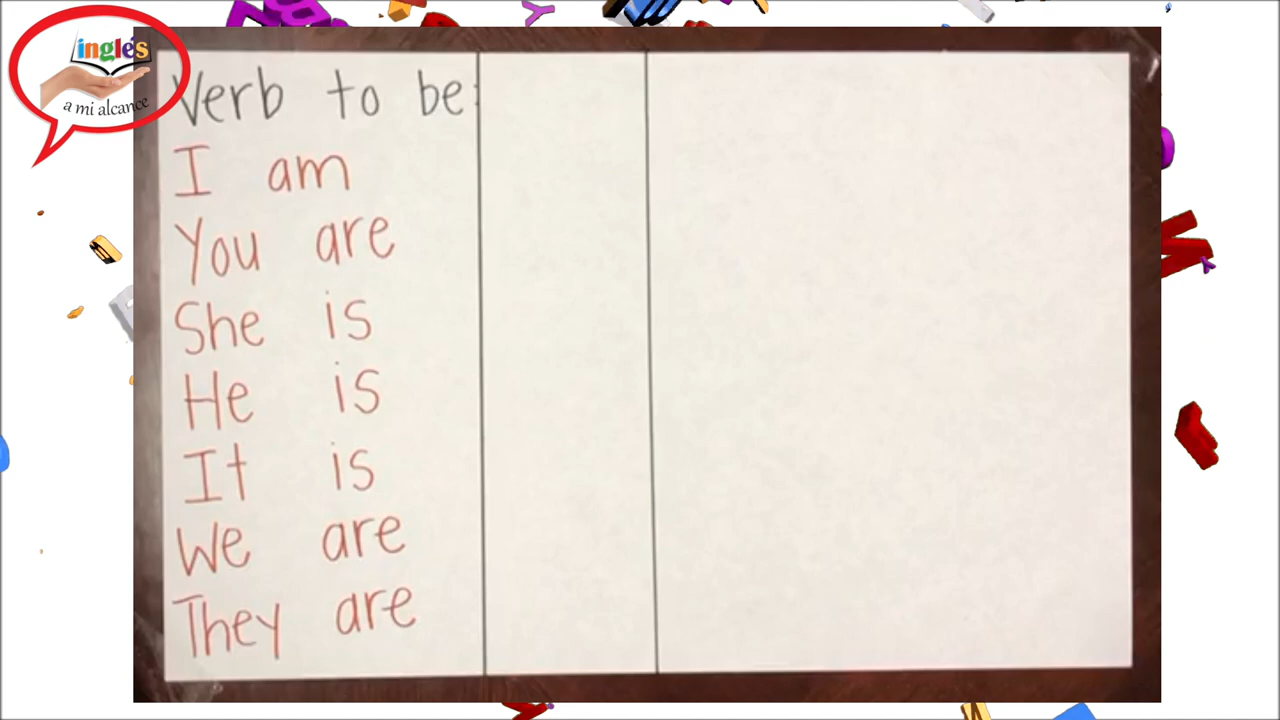 inglés
a mi alcance
Verb to be:
I am
You are
She is
He is
It is
We are
They are